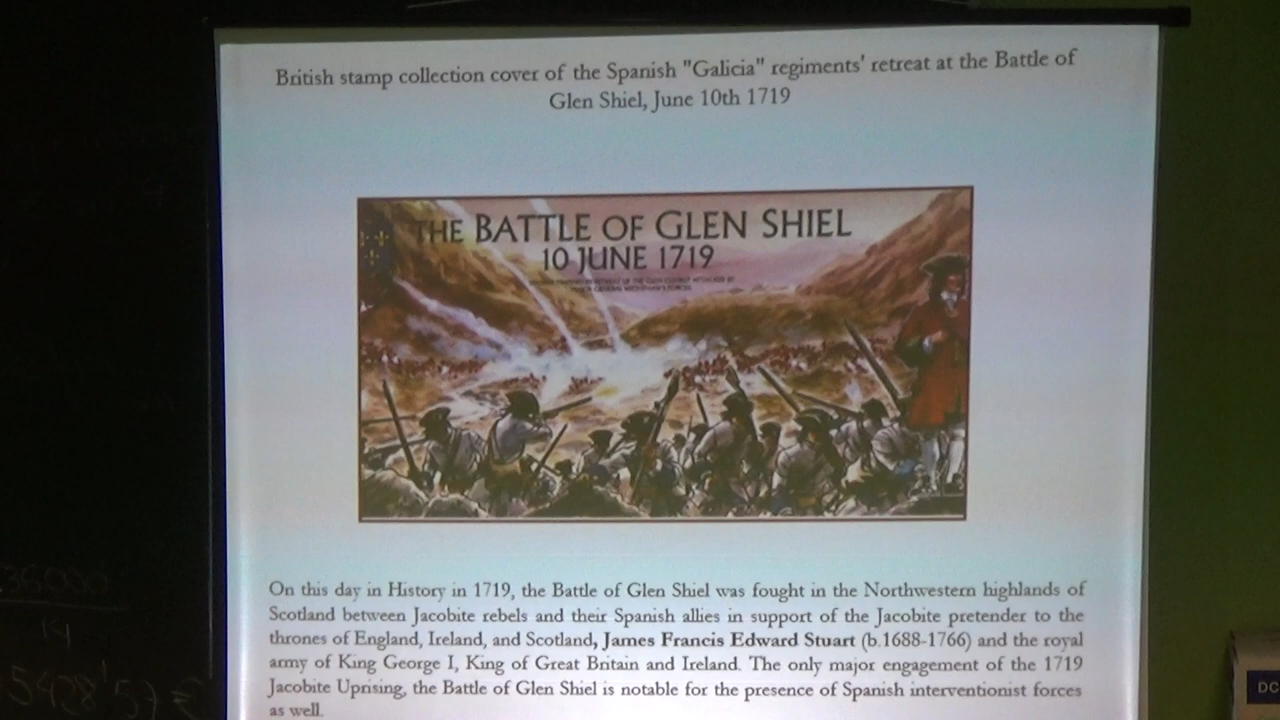 British stamp collection cover of the Spanish "Galicia" regiments' retreat at the Battle of
Glen Shiel, June 10th 1719
THE BATTLE OF GLEN SHIEL
10 JUNE 1719
On this day in History in 1719, the Battle of Glen Shiel was fought in the Northwestern highlands of
Scotland between Jacobite rebels and their Spanish allies in support of the Jacobite pretender to the
thrones of England, Ireland, and Scotland, James Francis Edward Stuart (b.1688-1766) and the royal
army of King George I, King of Great Britain and Ireland. The only major engagement of the 1719
Jacobite Uprising, the Battle of Glen Shiel is notable for the presence of Spanish interventionist forces
as well.
14
5428'57 €
DC